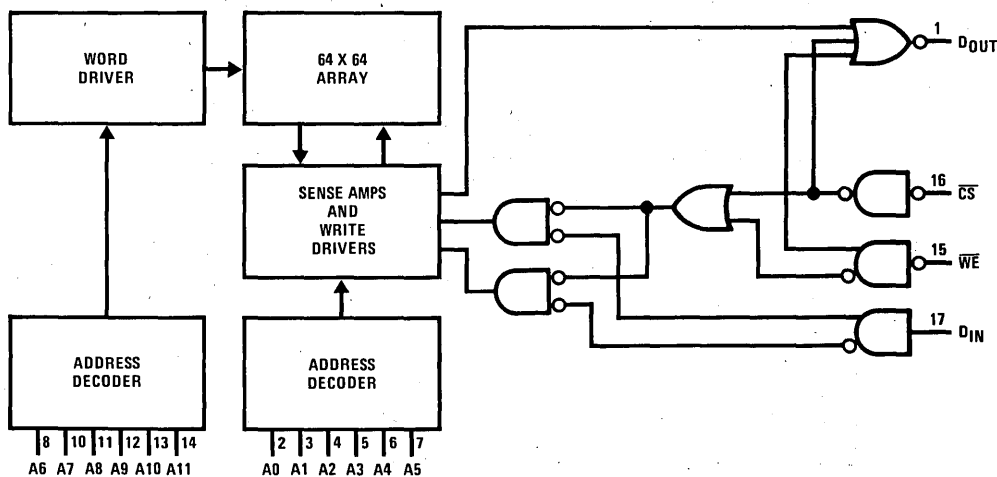 WORD
DRIVER
64 X 64
ARRAY
1 DOUT
SENSE AMPS
AND
WRITE
DRIVERS
16 C̅S̅
15 W̅E̅
17 DIN
ADDRESS
DECODER
ADDRESS
DECODER
8 10 11 12 13 14
A6 A7 A8 A9 A10 A11
2 3 4 5 6 7
A0 A1 A2 A3 A4 A5